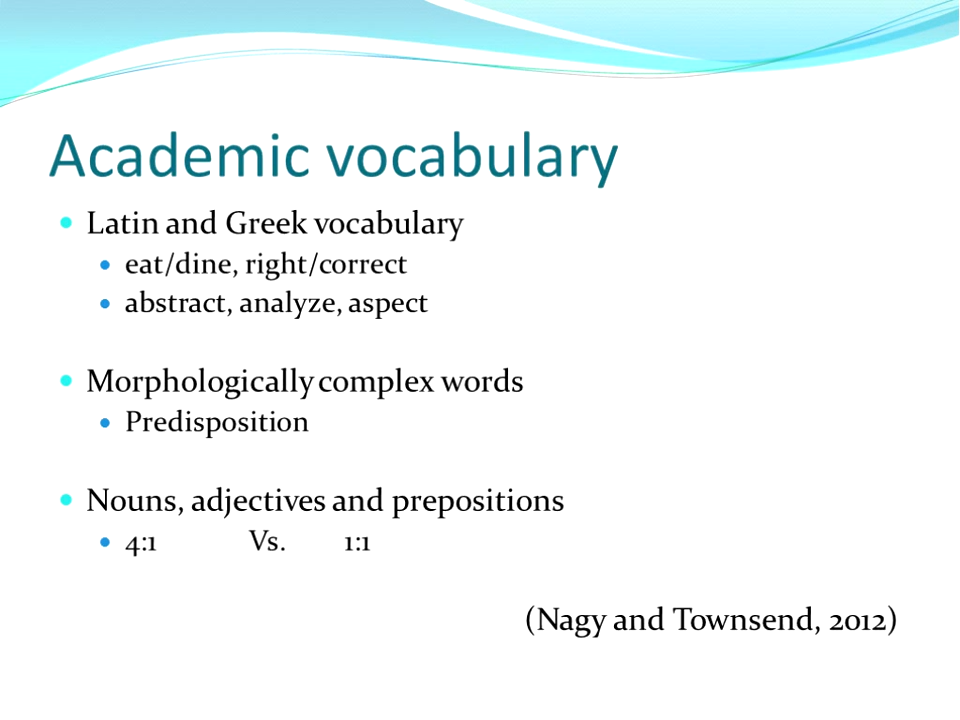 Academic vocabulary
Latin and Greek vocabulary
eat/dine, right/correct
abstract, analyze, aspect
Morphologically complex words
Predisposition
Nouns, adjectives and prepositions
4:1 Vs. 1:1
(Nagy and Townsend, 2012)